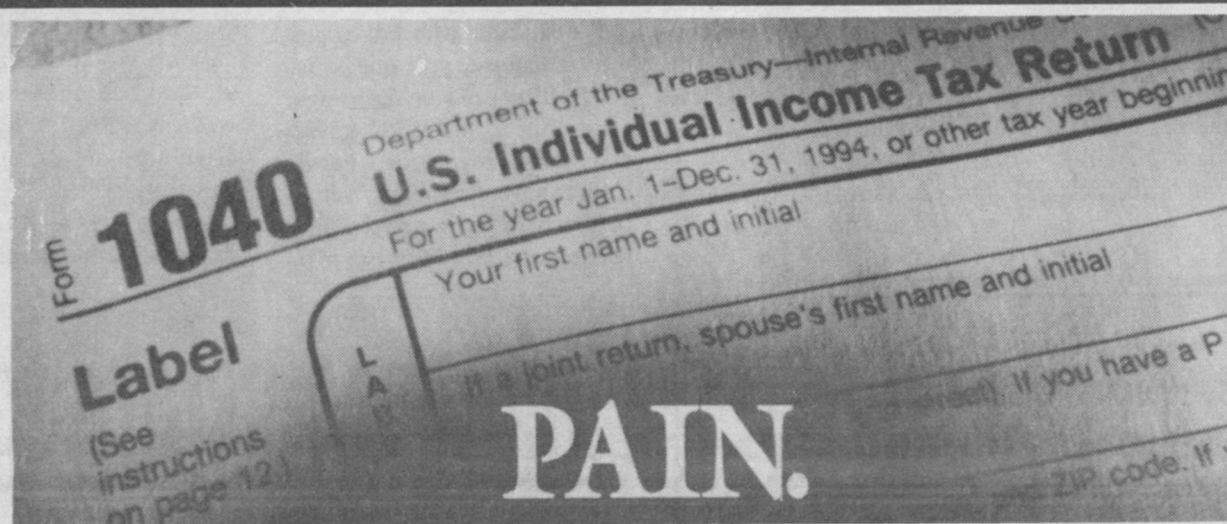 Department of the Treasury—Internal Revenue
Form 1040 U.S. Individual Income Tax Return
For the year Jan. 1–Dec. 31, 1994, or other tax year beginnin
Label
(See
instructions
on page 12.)
L
A
Your first name and initial
If a joint return, spouse's first name and initial
If you have a P
ZIP code. If
PAIN.